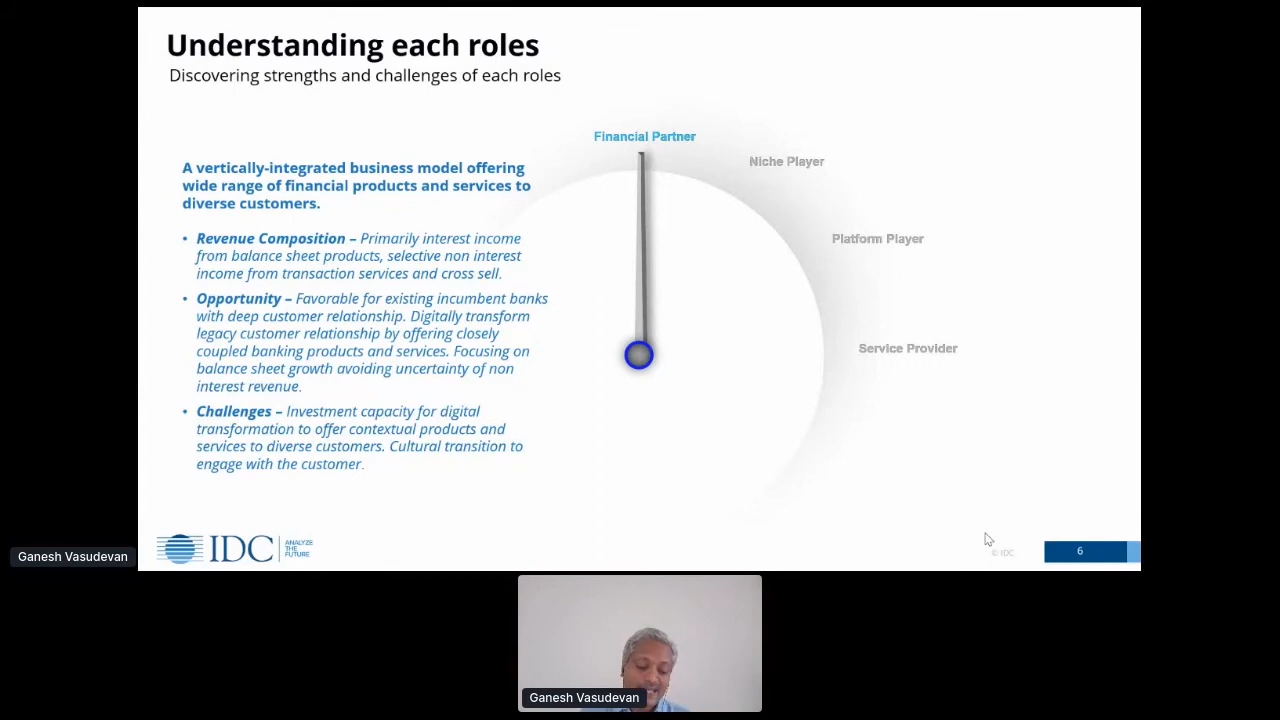 Understanding each roles
Discovering strengths and challenges of each roles
Financial Partner
Niche Player
Platform Player
Service Provider
A vertically-integrated business model offering
wide range of financial products and services to
diverse customers.
• Revenue Composition – Primarily interest income
from balance sheet products, selective non interest
income from transaction services and cross sell.
• Opportunity – Favorable for existing incumbent banks
with deep customer relationship. Digitally transform
legacy customer relationship by offering closely
coupled banking products and services. Focusing on
balance sheet growth avoiding uncertainty of non
interest revenue.
• Challenges – Investment capacity for digital
transformation to offer contextual products and
services to diverse customers. Cultural transition to
engage with the customer.
IDC
ANALYZE
THE
FUTURE
© IDC
6
Ganesh Vasudevan
Ganesh Vasudevan